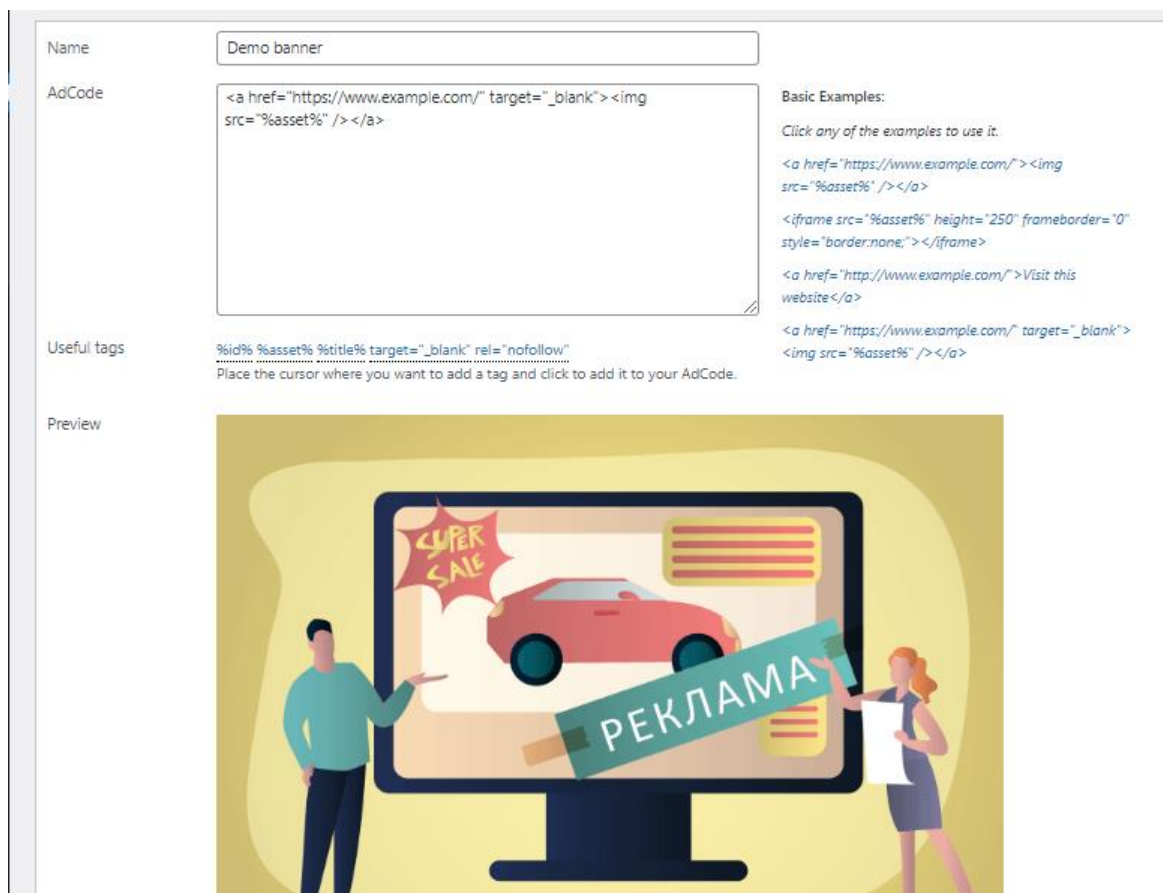 Name
Demo banner
AdCode
<a href="https://www.example.com/" target="_blank"><img
src="%asset%" /></a>
Basic Examples:
Click any of the examples to use it.
<a href="https://www.example.com/"><img
src="%asset%" /></a>
<iframe src="%asset%" height="250" frameborder="0"
style="border:none;"></iframe>
<a href="http://www.example.com/">Visit this
website</a>
<a href="https://www.example.com/" target="_blank">
<img src="%asset%" /></a>
Useful tags
%id% %asset% %title% target="_blank" rel="nofollow"
Place the cursor where you want to add a tag and click to add it to your AdCode.
Preview
SUPER
SALE
РЕКЛАМА